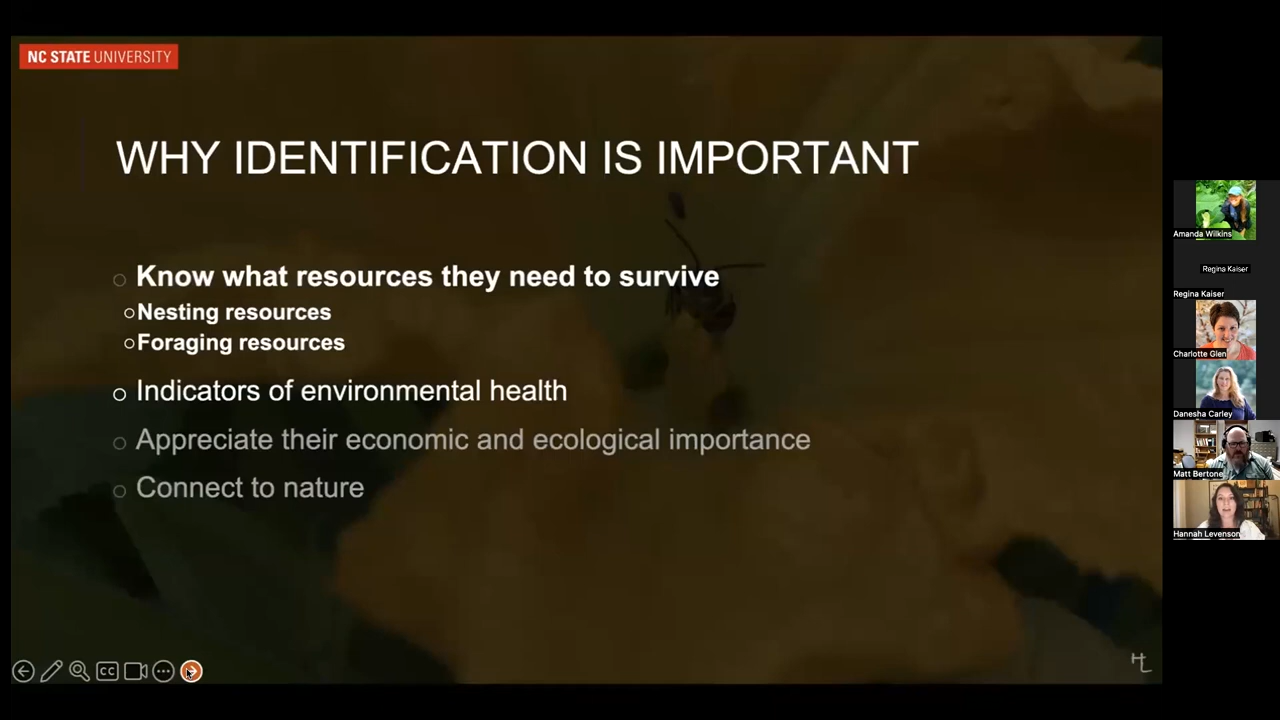 NC STATE UNIVERSITY
WHY IDENTIFICATION IS IMPORTANT
Know what resources they need to survive
Nesting resources
Foraging resources
Indicators of environmental health
Appreciate their economic and ecological importance
Connect to nature
CC
HL
Amanda Wilkins
Regina Kaiser
Regina Kaiser
Charlotte Glen
Danesha Carley
Matt Bertone
Hannah Levenson